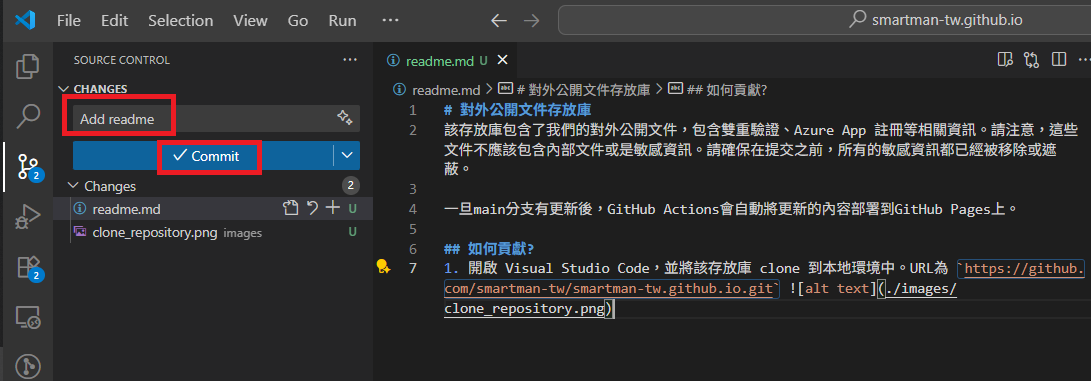 File Edit Selection View Go Run ... smartman-tw.github.io
SOURCE CONTROL ...
readme.md U
CHANGES
readme.md > # 對外公開文件存放庫 > ## 如何貢獻?
Add readme
Commit
Changes 2
readme.md U
clone_repository.png images U
2
2
1 # 對外公開文件存放庫
2 該存放庫包含了我們的對外公開文件，包含雙重驗證、Azure App 註冊等相關資訊。請注意，這些
文件不應該包含內部文件或是敏感資訊。請確保在提交之前，所有的敏感資訊都已經被移除或遮
蔽。
3
4 一旦main分支有更新後，GitHub Actions會自動將更新的內容部署到GitHub Pages上。
5
6 ## 如何貢獻?
7 1. 開啟 Visual Studio Code，並將該存放庫 clone 到本地環境中。URL為 `https://github.
com/smartman-tw/smartman-tw.github.io.git` ![alt text](./images/
clone_repository.png)